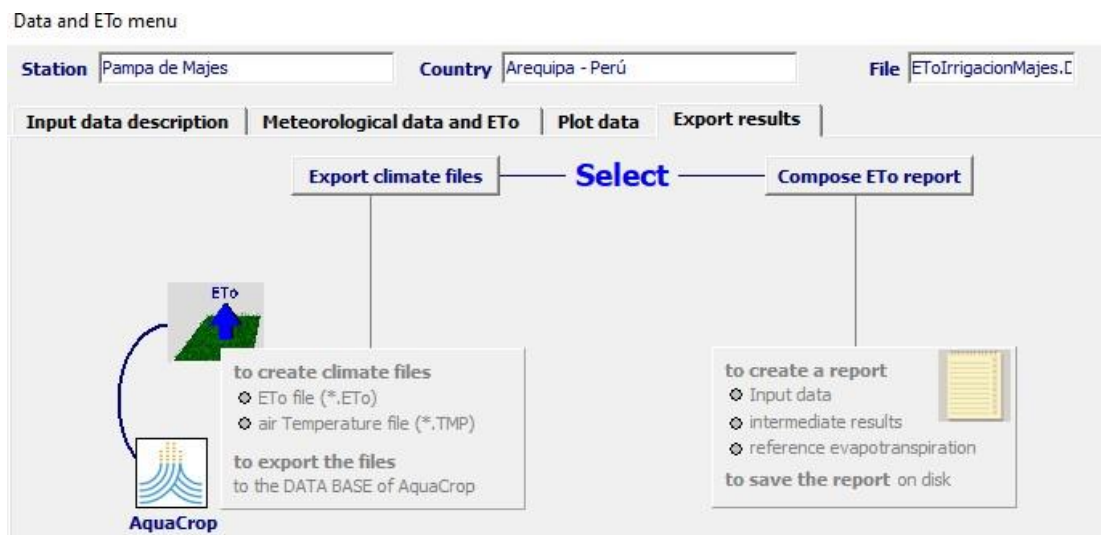 Data and ETo menu
Station Pampa de Majes Country Arequipa - Perú File EToIrrigacionMajes.D
Input data description Meteorological data and ETo Plot data Export results
Export climate files Select Compose ETo report
ETo
to create climate files
ETo file (*.ETo)
air Temperature file (*.TMP)
to export the files
to the DATA BASE of AquaCrop
AquaCrop
to create a report
Input data
intermediate results
reference evapotranspiration
to save the report on disk